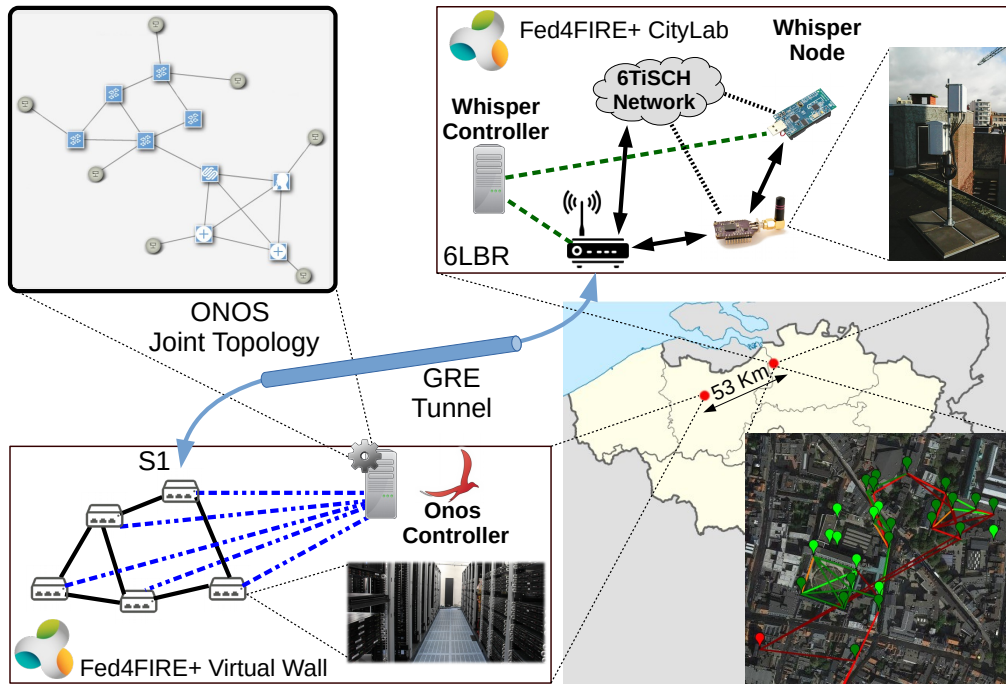 Fed4FIRE+ CityLab
Whisper
Node
6TiSCH
Network
Whisper
Controller
6LBR
ONOS
Joint Topology
GRE
Tunnel
53 Km
S1
Onos
Controller
Fed4FIRE+ Virtual Wall